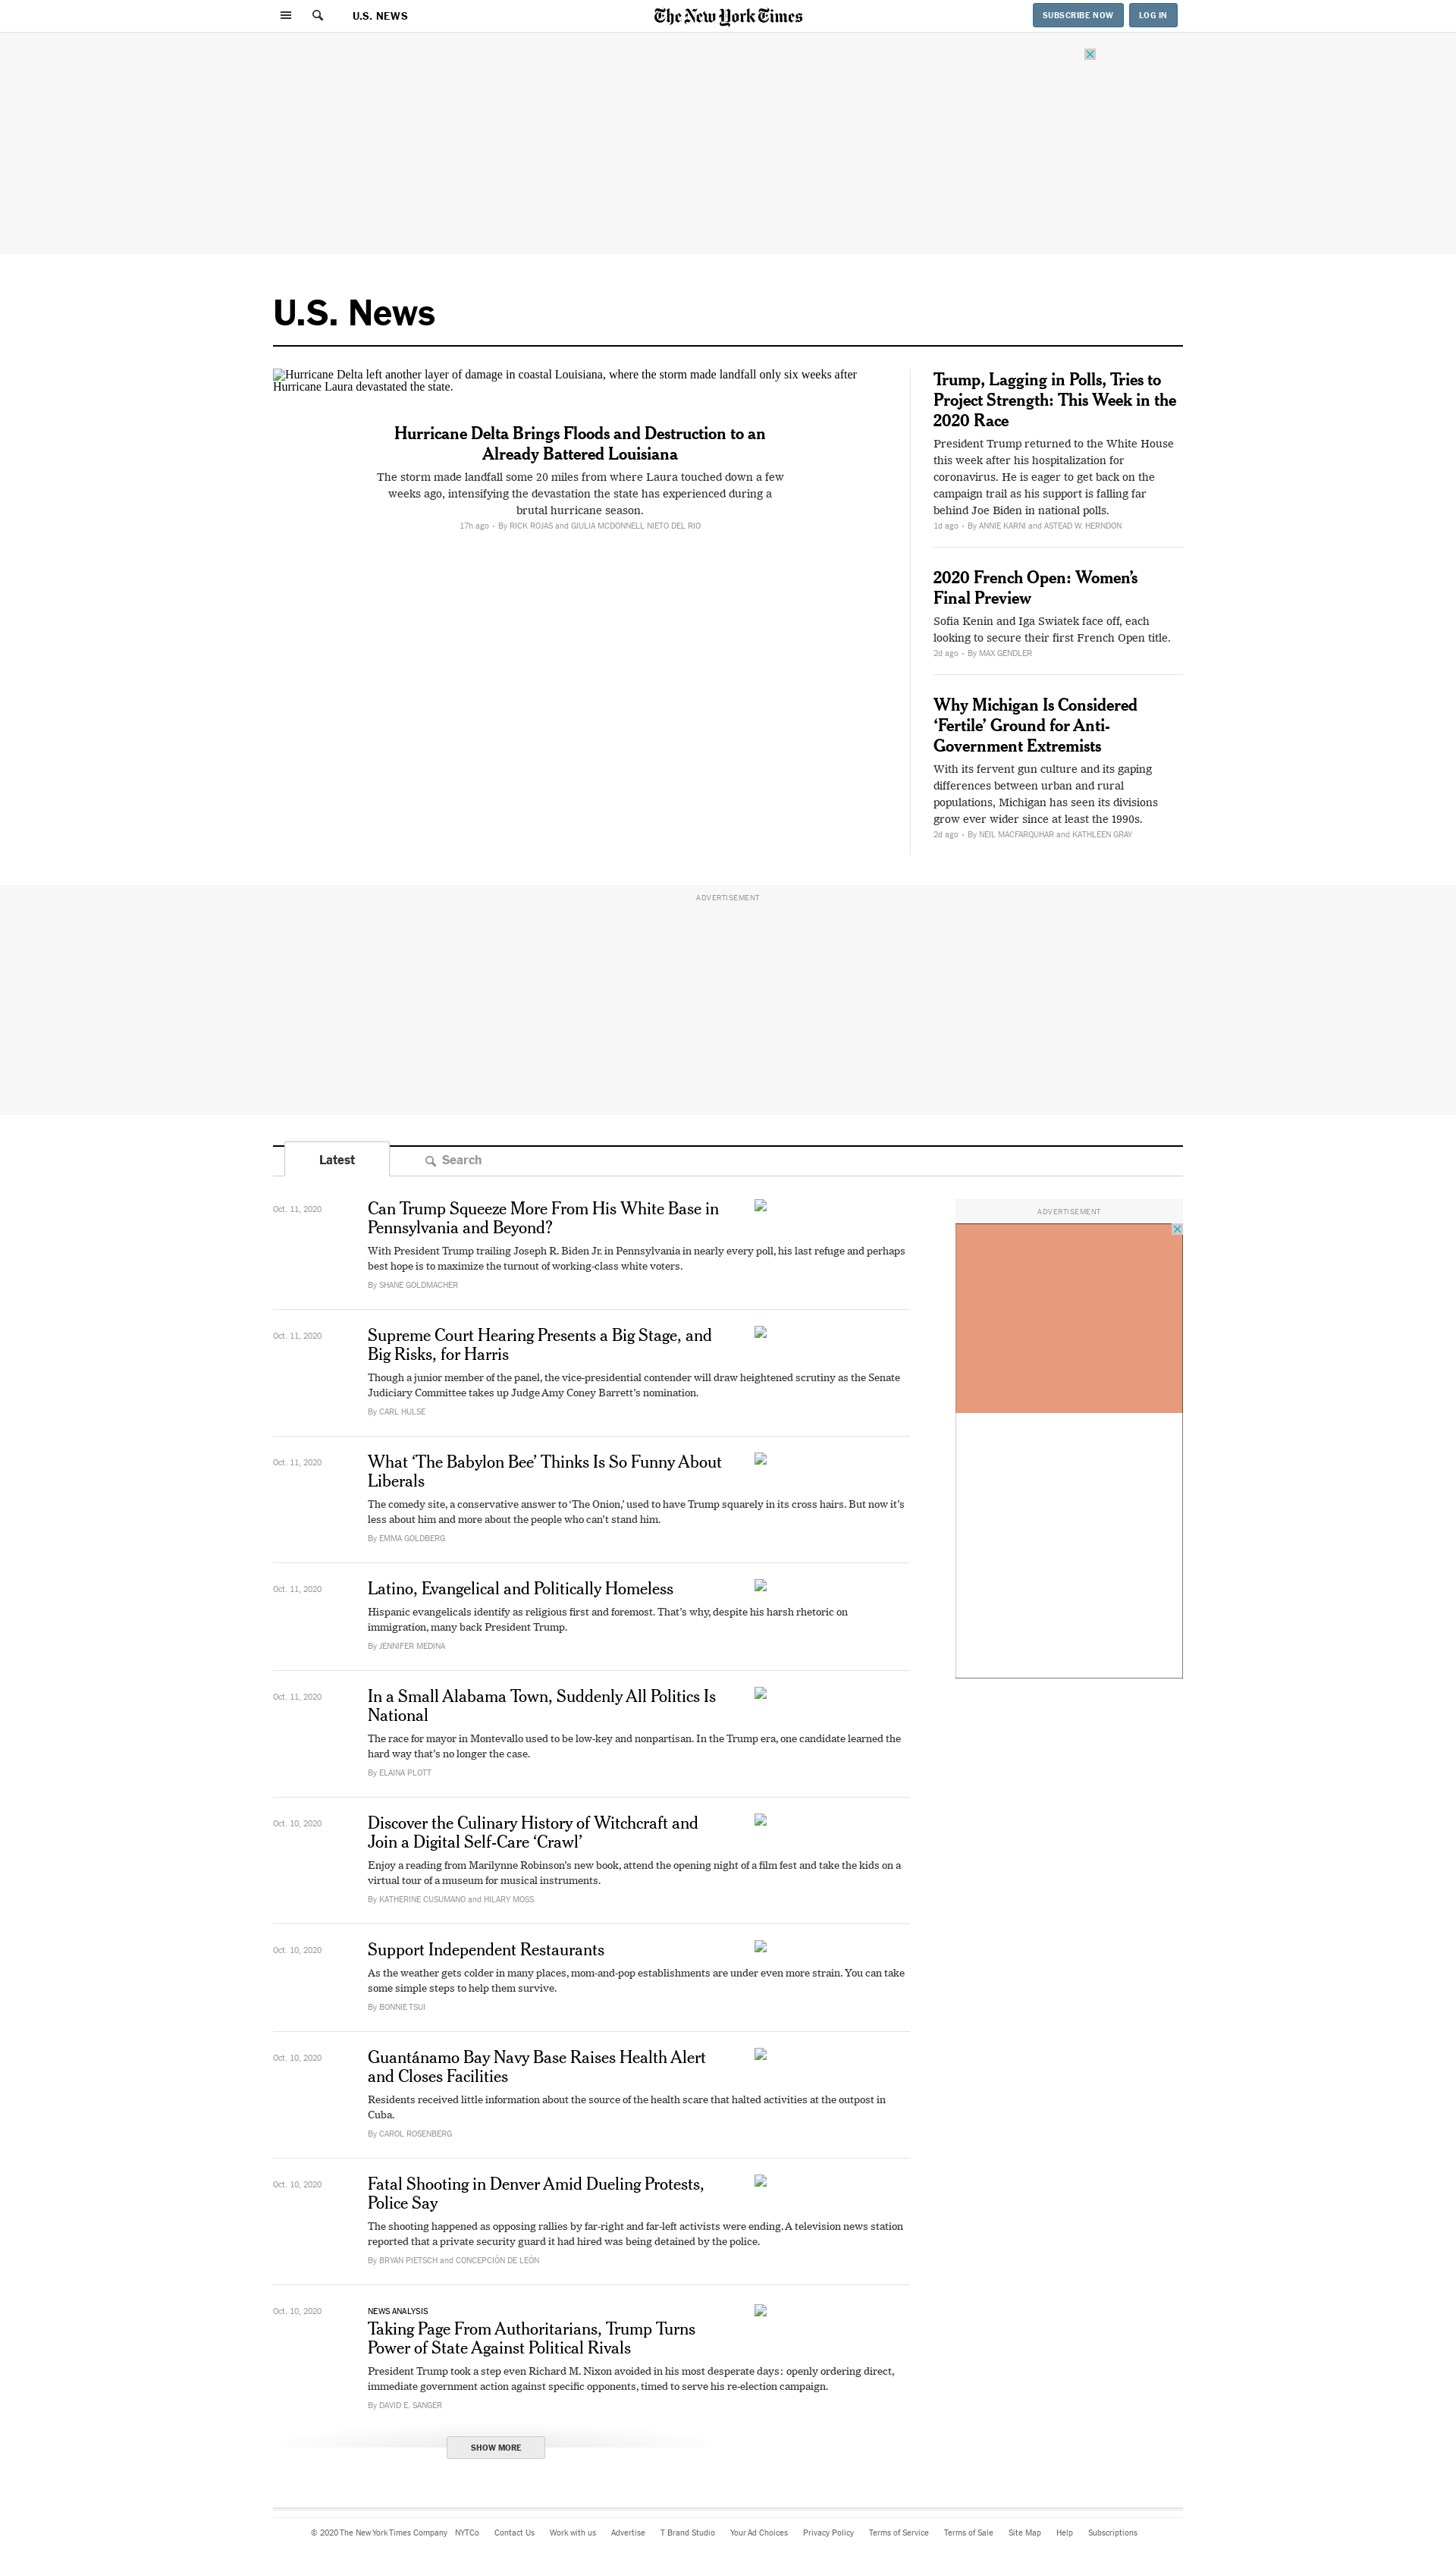 U.S. NEWS
The New York Times
SUBSCRIBE NOW
LOG IN
U.S. News
Hurricane Delta left another layer of damage in coastal Louisiana, where the storm made landfall only six weeks after
Hurricane Laura devastated the state.
Hurricane Delta Brings Floods and Destruction to an
Already Battered Louisiana
The storm made landfall some 20 miles from where Laura touched down a few
weeks ago, intensifying the devastation the state has experienced during a
brutal hurricane season.
17h ago • By RICK ROJAS and GIULIA MCDONNELL NIETO DEL RIO
Trump, Lagging in Polls, Tries to
Project Strength: This Week in the
2020 Race
President Trump returned to the White House
this week after his hospitalization for
coronavirus. He is eager to get back on the
campaign trail as his support is falling far
behind Joe Biden in national polls.
1d ago • By ANNIE KARNI and ASTEAD W. HERNDON
2020 French Open: Women’s
Final Preview
Sofia Kenin and Iga Swiatek face off, each
looking to secure their first French Open title.
2d ago • By MAX GENDLER
Why Michigan Is Considered
‘Fertile’ Ground for Anti-
Government Extremists
With its fervent gun culture and its gaping
differences between urban and rural
populations, Michigan has seen its divisions
grow ever wider since at least the 1990s.
2d ago • By NEIL MACFARQUHAR and KATHLEEN GRAY
ADVERTISEMENT
Latest
Search
Oct. 11, 2020
Can Trump Squeeze More From His White Base in
Pennsylvania and Beyond?
With President Trump trailing Joseph R. Biden Jr. in Pennsylvania in nearly every poll, his last refuge and perhaps
best hope is to maximize the turnout of working-class white voters.
By SHANE GOLDMACHER
ADVERTISEMENT
Oct. 11, 2020
Supreme Court Hearing Presents a Big Stage, and
Big Risks, for Harris
Though a junior member of the panel, the vice-presidential contender will draw heightened scrutiny as the Senate
Judiciary Committee takes up Judge Amy Coney Barrett’s nomination.
By CARL HULSE
Oct. 11, 2020
What ‘The Babylon Bee’ Thinks Is So Funny About
Liberals
The comedy site, a conservative answer to ‘The Onion,’ used to have Trump squarely in its cross hairs. But now it’s
less about him and more about the people who can’t stand him.
By EMMA GOLDBERG
Oct. 11, 2020
Latino, Evangelical and Politically Homeless
Hispanic evangelicals identify as religious first and foremost. That’s why, despite his harsh rhetoric on
immigration, many back President Trump.
By JENNIFER MEDINA
Oct. 11, 2020
In a Small Alabama Town, Suddenly All Politics Is
National
The race for mayor in Montevallo used to be low-key and nonpartisan. In the Trump era, one candidate learned the
hard way that’s no longer the case.
By ELAINA PLOTT
Oct. 10, 2020
Discover the Culinary History of Witchcraft and
Join a Digital Self-Care ‘Crawl’
Enjoy a reading from Marilynne Robinson’s new book, attend the opening night of a film fest and take the kids on a
virtual tour of a museum for musical instruments.
By KATHERINE CUSUMANO and HILARY MOSS
Oct. 10, 2020
Support Independent Restaurants
As the weather gets colder in many places, mom-and-pop establishments are under even more strain. You can take
some simple steps to help them survive.
By BONNIE TSUI
Oct. 10, 2020
Guantánamo Bay Navy Base Raises Health Alert
and Closes Facilities
Residents received little information about the source of the health scare that halted activities at the outpost in
Cuba.
By CAROL ROSENBERG
Oct. 10, 2020
Fatal Shooting in Denver Amid Dueling Protests,
Police Say
The shooting happened as opposing rallies by far-right and far-left activists were ending. A television news station
reported that a private security guard it had hired was being detained by the police.
By BRYAN PIETSCH and CONCEPCIÓN DE LEÓN
Oct. 10, 2020
NEWS ANALYSIS
Taking Page From Authoritarians, Trump Turns
Power of State Against Political Rivals
President Trump took a step even Richard M. Nixon avoided in his most desperate days: openly ordering direct,
immediate government action against specific opponents, timed to serve his re-election campaign.
By DAVID E. SANGER
SHOW MORE
© 2020 The New York Times Company NYTCo Contact Us Work with us Advertise T Brand Studio Your Ad Choices Privacy Policy Terms of Service Terms of Sale Site Map Help Subscriptions